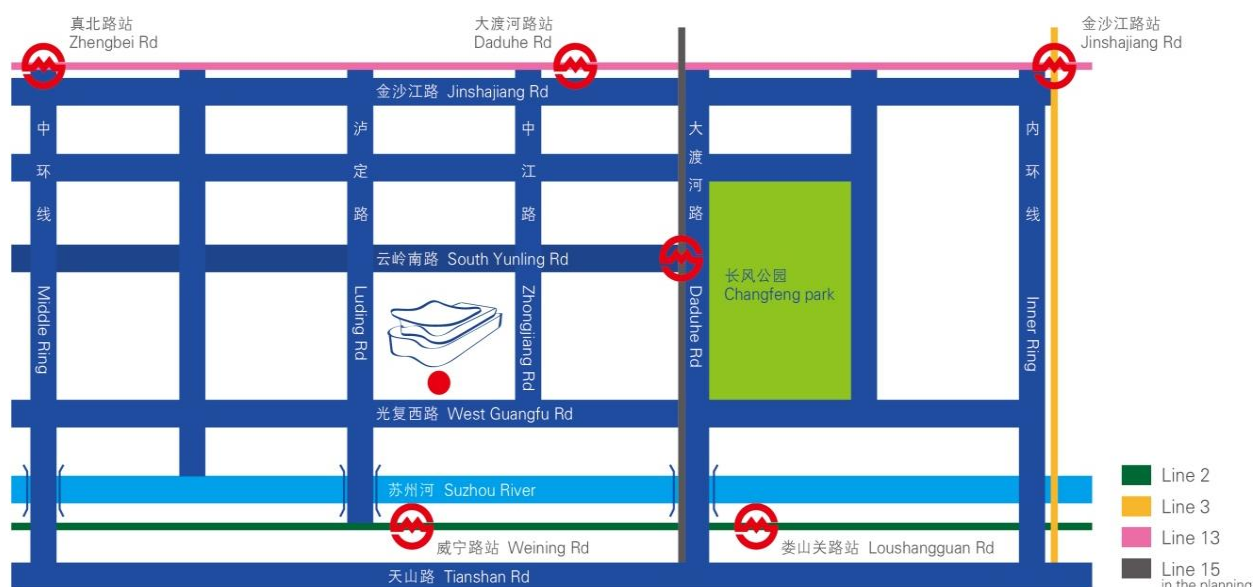 真北路站
Zhengbei Rd
大渡河路站
Daduhe Rd
金沙江路站
Jinshajiang Rd
金沙江路 Jinshajiang Rd
中环线
Middle Ring
泸定路
Luding Rd
中江路
Zhongjiang Rd
大渡河路
Daduhe Rd
内环线
Inner Ring
云岭南路 South Yunling Rd
长风公园
Changfeng park
光复西路 West Guangfu Rd
苏州河 Suzhou River
威宁路站 Weining Rd
娄山关路站 Loushangguan Rd
天山路 Tianshan Rd
Line 2
Line 3
Line 13
Line 15
in the planning